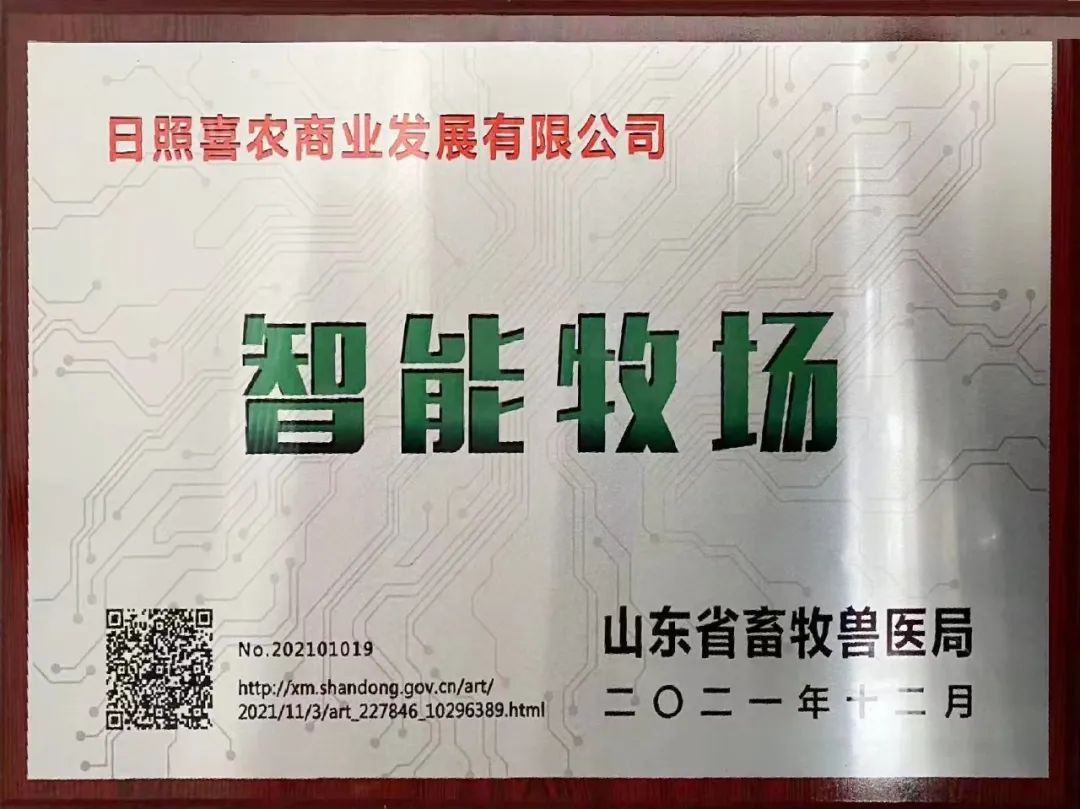 日照喜农商业发展有限公司
智能牧场
No.202101019
http://xm.shandong.gov.cn/art/
2021/11/3/art_227846_10296389.html
山东省畜牧兽医局
二〇二一年十二月